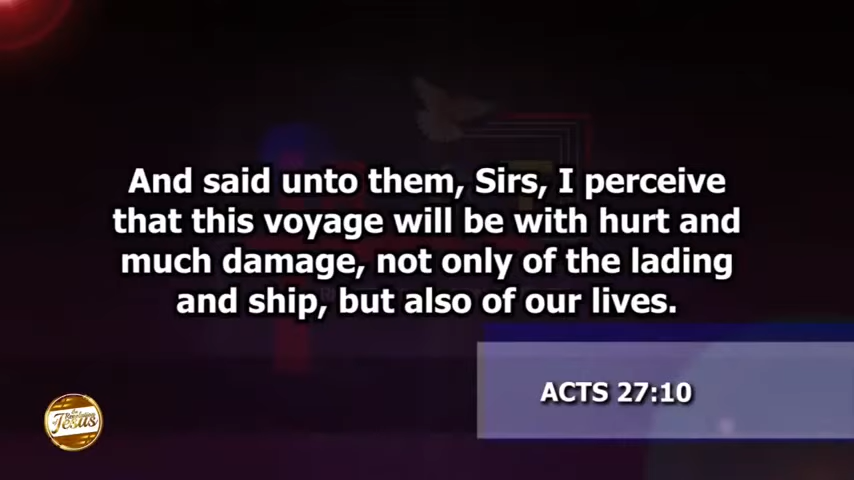 And said unto them, Sirs, I perceive
that this voyage will be with hurt and
much damage, not only of the lading
and ship, but also of our lives.
ACTS 27:10
Jesus